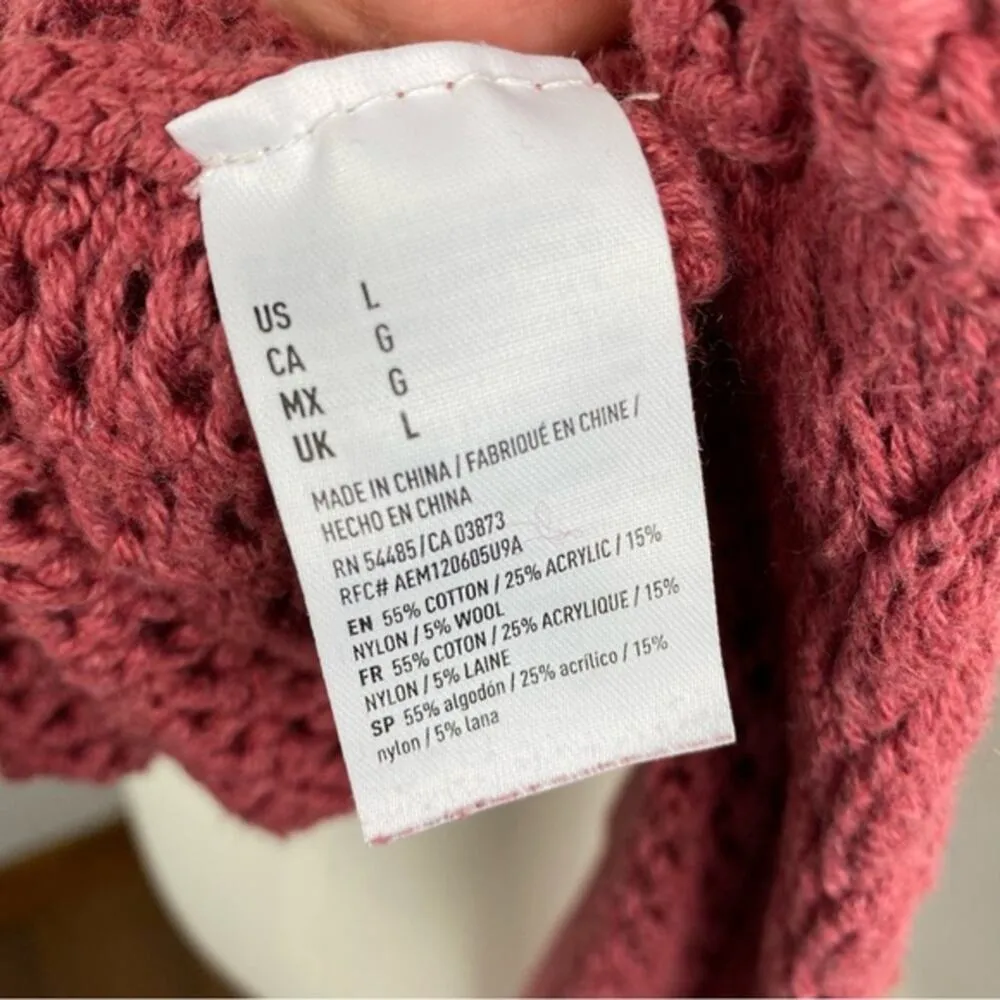 US L
CA G
MX G
UK L
MADE IN CHINA / FABRIQUÉ EN CHINE /
HECHO EN CHINA
RN 54485/CA 03873
RFC# AEM120605U9A
EN 55% COTTON / 25% ACRYLIC / 15%
NYLON / 5% WOOL
FR 55% COTON / 25% ACRYLIQUE / 15%
NYLON / 5% LAINE
SP 55% algodón / 25% acrílico / 15%
nylon / 5% lana